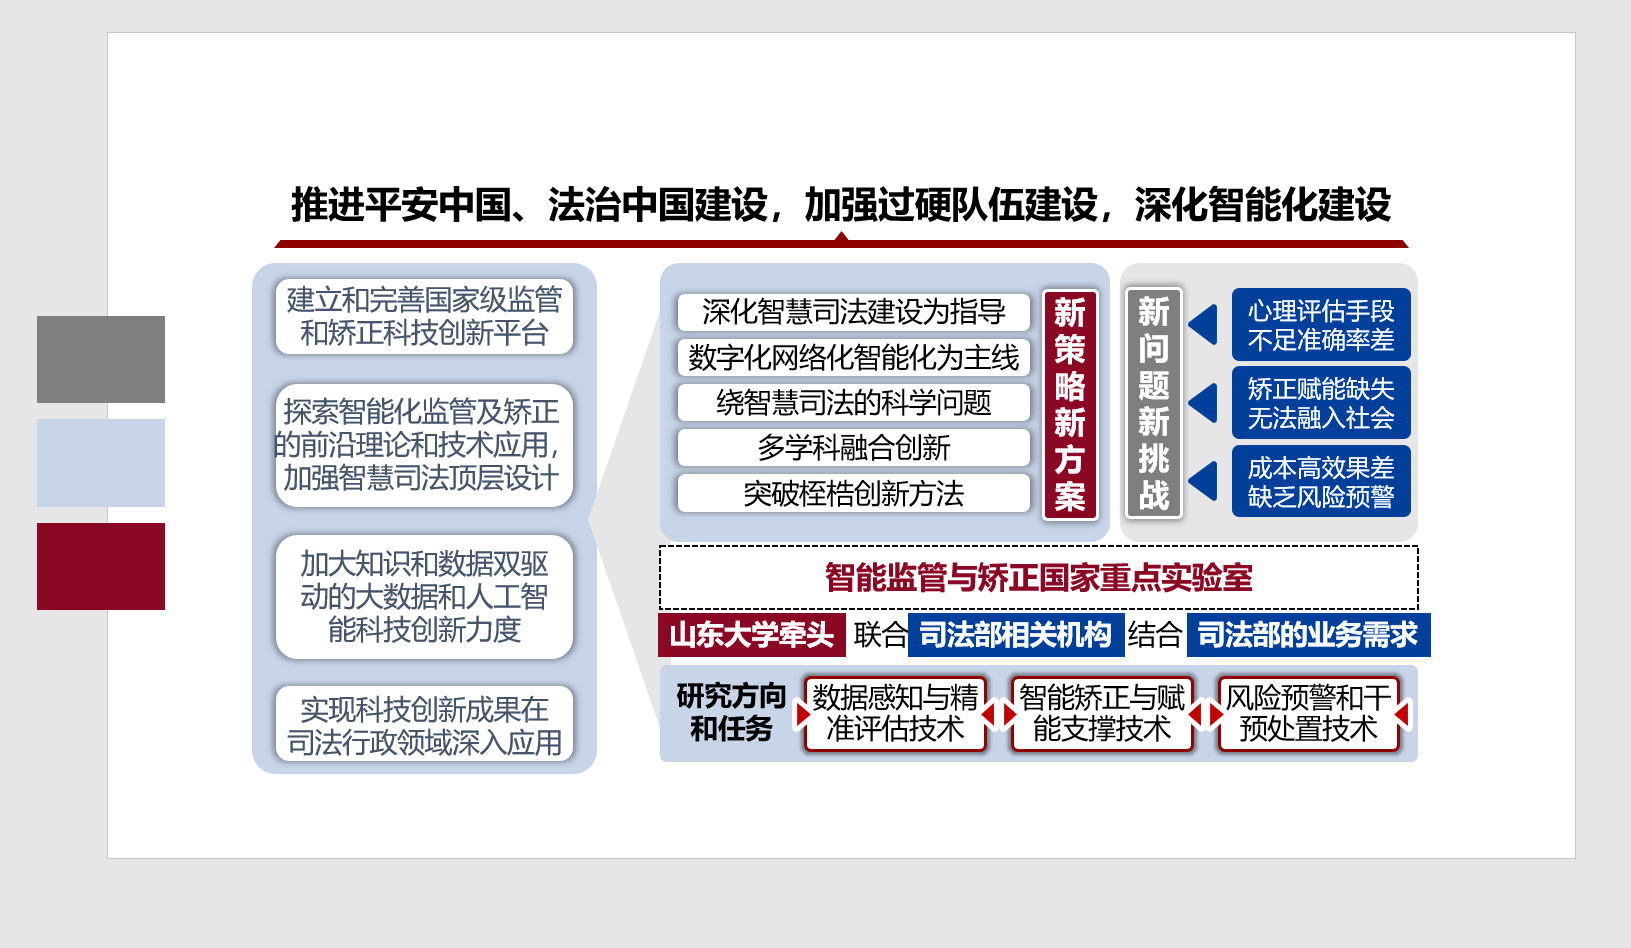 推进平安中国、法治中国建设，加强过硬队伍建设，深化智能化建设
建立和完善国家级监管
和矫正科技创新平台
探索智能化监管及矫正
的前沿理论和技术应用，
加强智慧司法顶层设计
加大知识和数据双驱
动的大数据和人工智
能科技创新力度
实现科技创新成果在
司法行政领域深入应用
深化智慧司法建设为指导
数字化网络化智能化为主线
绕智慧司法的科学问题
多学科融合创新
突破桎梏创新方法
新策略新方案
新问题新挑战
心理评估手段
不足准确率差
矫正赋能缺失
无法融入社会
成本高效果差
缺乏风险预警
智能监管与矫正国家重点实验室
山东大学牵头 联合 司法部相关机构 结合 司法部的业务需求
研究方向
和任务
数据感知与精
准评估技术
智能矫正与赋
能支撑技术
风险预警和干
预处置技术